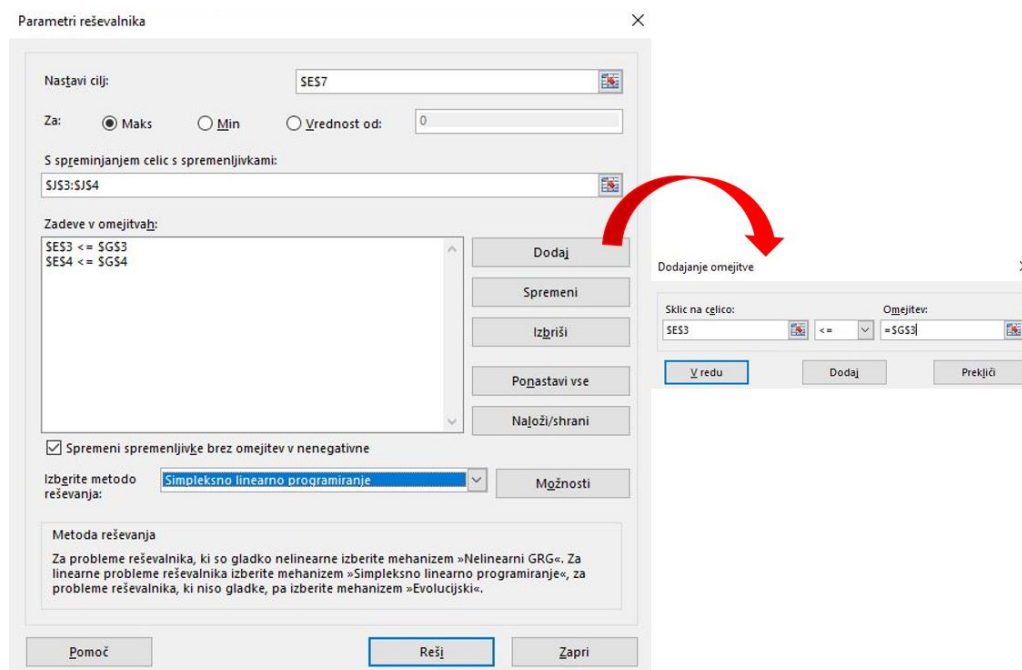 Parametri reševalnika
Nastavi cilj:
$E$7
Za:
Maks
Min
Vrednost od:
0
S spreminjanjem celic s spremenljivkami:
$J$3:$J$4
Zadeve v omejitvah:
$E$3 <= $G$3
$E$4 <= $G$4
Dodaj
Spremeni
Izbriši
Ponastavi vse
Naloži/shrani
Spremeni spremenljivke brez omejitev v nenegativne
Izberite metodo
reševanja:
Simpleksno linearno programiranje
Možnosti
Metoda reševanja
Za probleme reševalnika, ki so gladko nelinearne izberite mehanizem »Nelinearni GRG«. Za
linearne probleme reševalnika izberite mehanizem »Simpleksno linearno programiranje«, za
probleme reševalnika, ki niso gladke, pa izberite mehanizem »Evolucijski«.
Pomoč
Reši
Zapri
Dodajanje omejitve
Sklic na celico:
Omejitev:
$E$3
<=
=$G$3
V redu
Dodaj
Prekliči